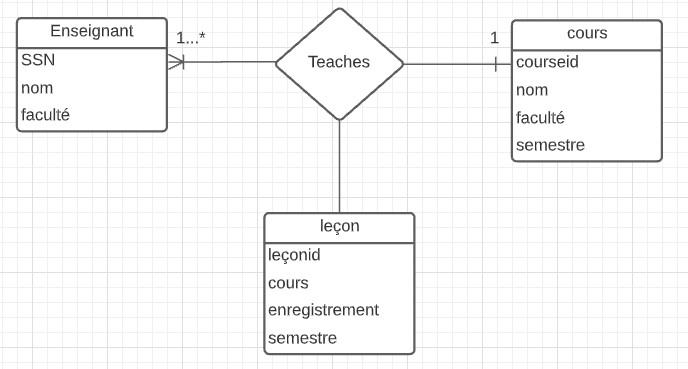 Enseignant
SSN
nom
faculté
1...*
Teaches
1
cours
courseid
nom
faculté
semestre
leçon
leçonid
cours
enregistrement
semestre